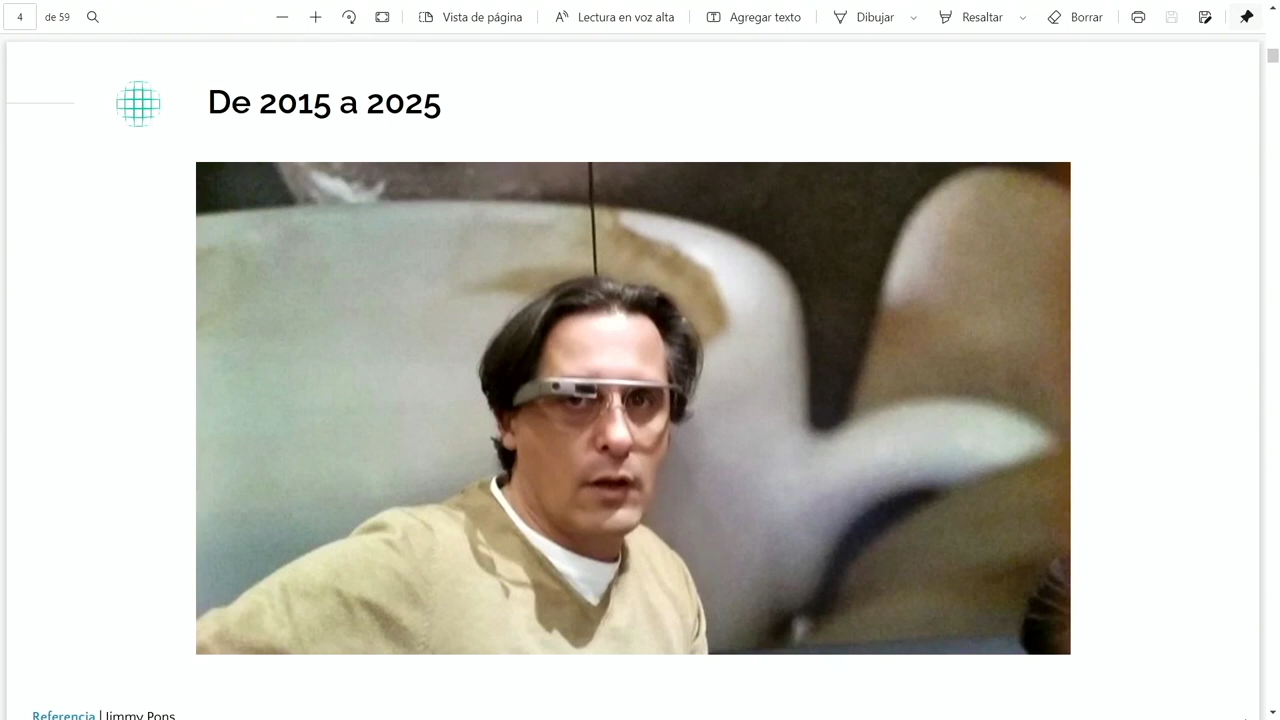 4 de 59 Vista de página Lectura en voz alta Agregar texto Dibujar Resaltar Borrar
De 2015 a 2025
Referencia | Jimmy Pons